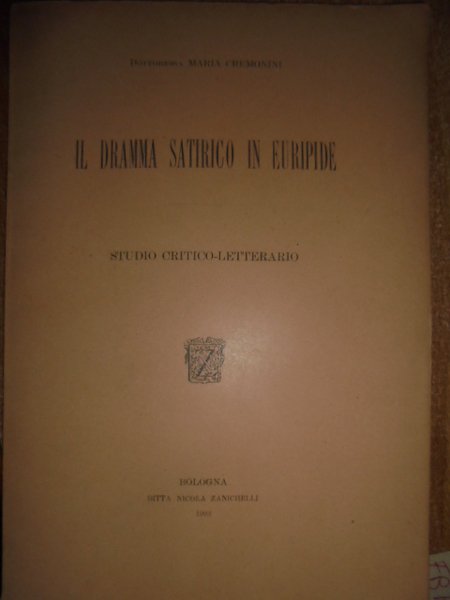 Dottoressa MARIA CREMONINI
IL DRAMMA SATIRICO IN EURIPIDE
STUDIO CRITICO-LETTERARIO
BOLOGNA
DITTA NICOLA ZANICHELLI